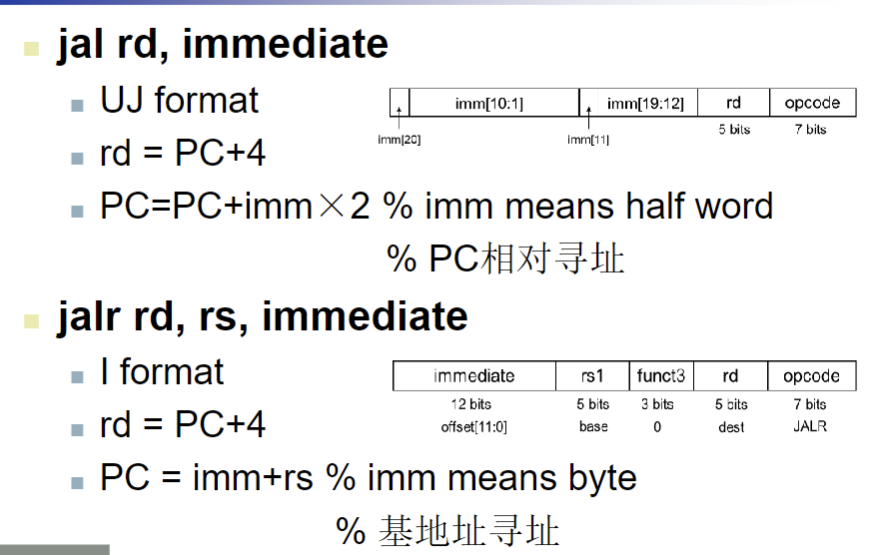 jal rd, immediate
UJ format
imm[10:1] imm[19:12] rd opcode
imm[20] imm[11] 5 bits 7 bits
rd = PC+4
PC=PC+imm×2 % imm means half word
% PC相对寻址
jalr rd, rs, immediate
I format
immediate rs1 funct3 rd opcode
12 bits 5 bits 3 bits 5 bits 7 bits
offset[11:0] base 0 dest JALR
rd = PC+4
PC = imm+rs % imm means byte
% 基地址寻址